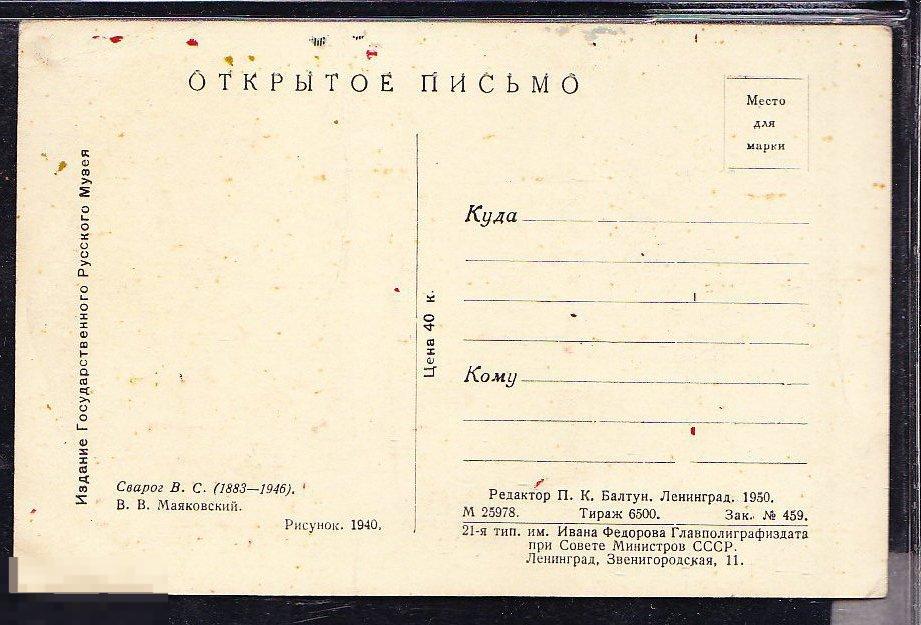 ОТКРЫТОЕ ПИСЬМО
Место
для
марки
Издание Государственного Русского Музея
Куда
Цена 40 к.
Кому
Сварог В. С. (1883—1946).
В. В. Маяковский.
Рисунок. 1940.
Редактор П. К. Балтун. Ленинград. 1950.
М 25978. Тираж 6500. Зак. № 459.
21-я тип. им. Ивана Федорова Главполиграфиздата
при Совете Министров СССР.
Ленинград, Звенигородская, 11.